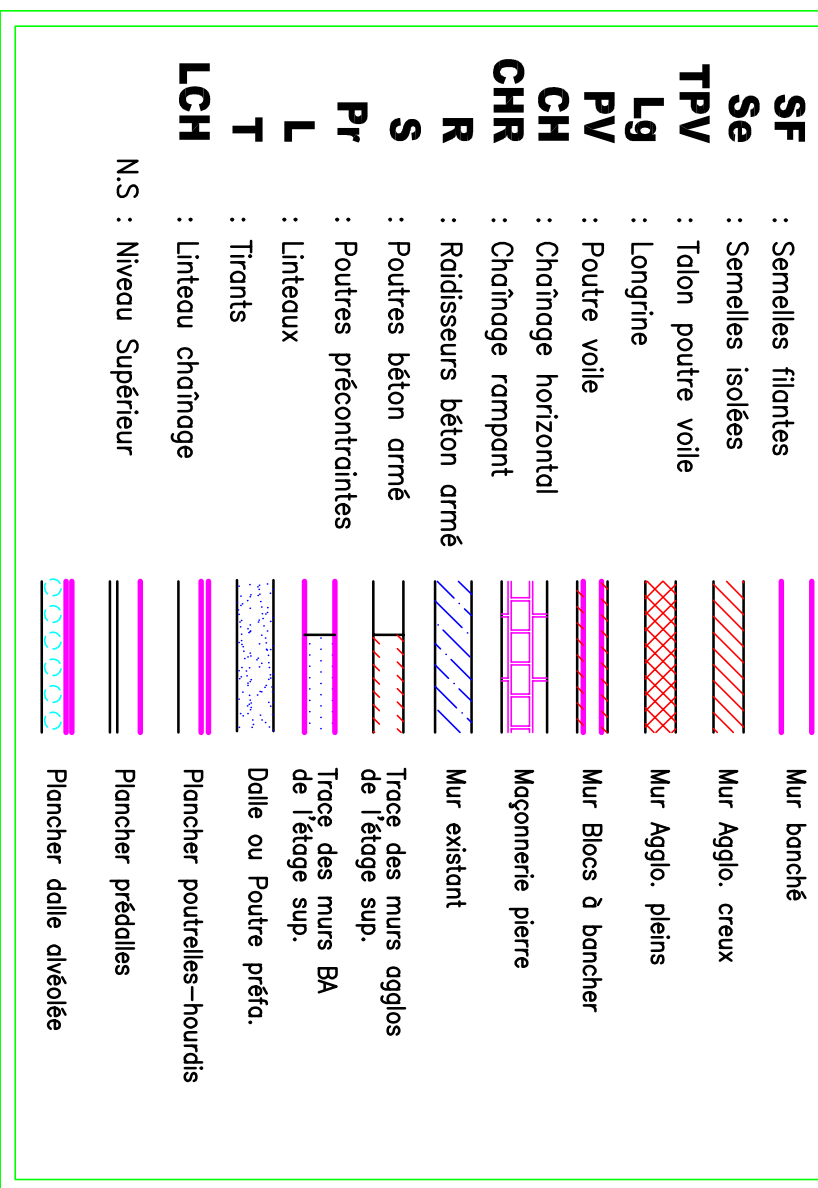 SF : Semelles filantes
Se : Semelles isolées
TPV : Talon poutre voile
Lg : Longrine
PV : Poutre voile
CH : Chaînage horizontal
CHR : Chaînage rampant
R : Raidisseurs béton armé
S : Poutres béton armé
Pr : Poutres précontraintes
L : Linteaux
T : Tirants
LCH : Linteau chaînage
N.S : Niveau Supérieur
Mur banché
Mur Agglo. creux
Mur Agglo. pleins
Mur Blocs à bancher
Maçonnerie pierre
Mur existant
Trace des murs agglos
de l'étage sup.
Trace des murs BA
de l'étage sup.
Dalle ou Poutre préfa.
Plancher poutrelles-hourdis
Plancher prédalles
Plancher dalle alvéolée